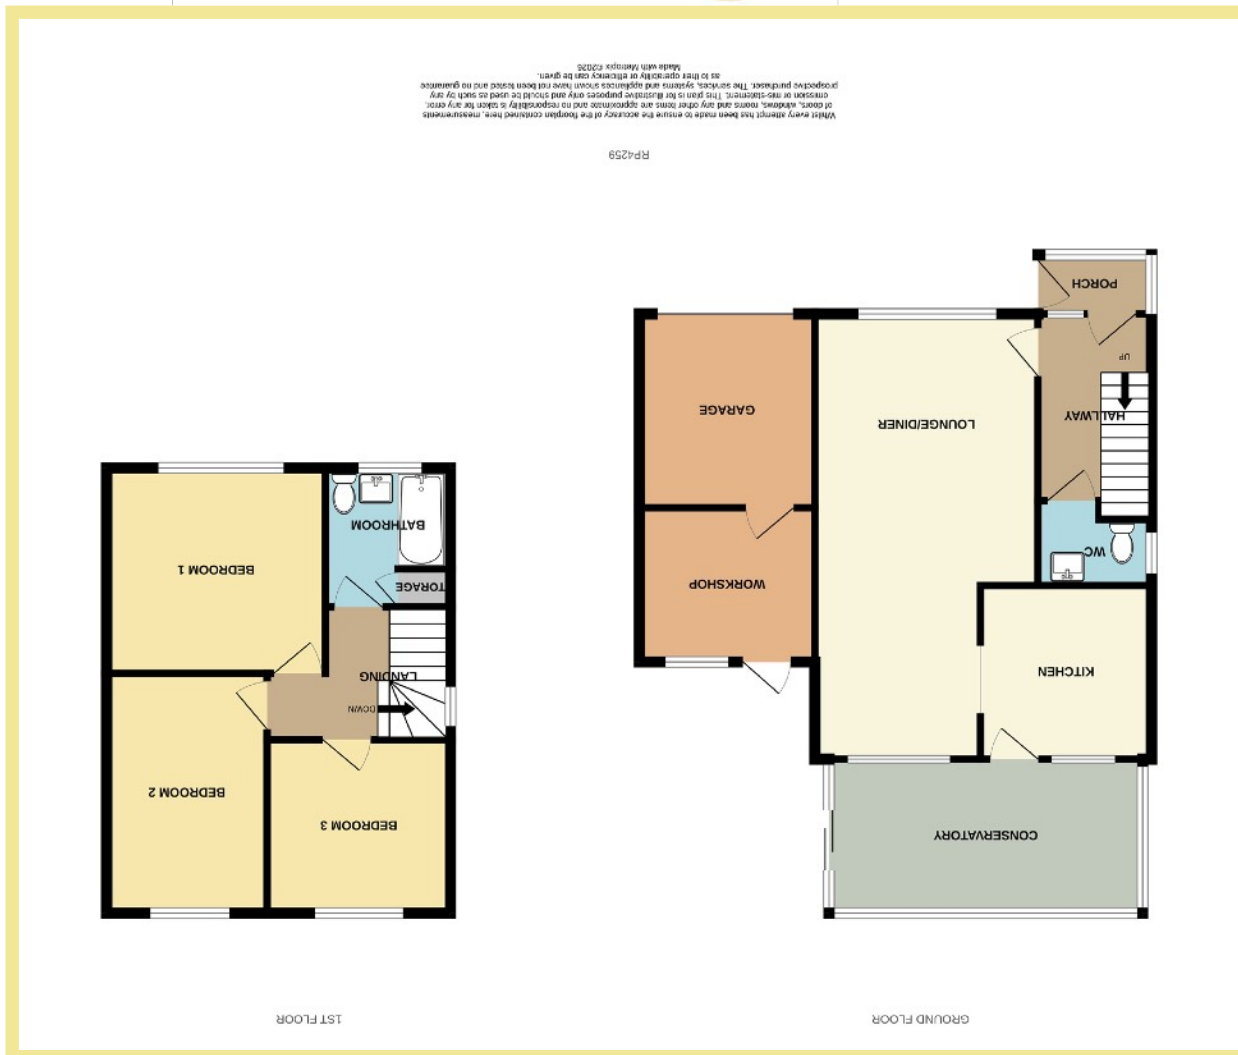 GROUND FLOOR
1ST FLOOR
CONSERVATORY
KITCHEN
LOUNGE/DINER
WORKSHOP
GARAGE
WC
HALLWAY
UP
PORCH
BEDROOM 3
BEDROOM 2
DOWN
LANDING
BEDROOM 1
TORAGE
BATHROOM
RP4259
Whilst every attempt has been made to ensure the accuracy of the floorplan contained here, measurements
of doors, windows, rooms and any other items are approximate and no responsibility is taken for any error,
omission or mis-statement. This plan is for illustrative purposes only and should be used as such by any
prospective purchaser. The services, systems and appliances shown have not been tested and no guarantee
as to their operability or efficiency can be given.
Made with Metropix ©2026